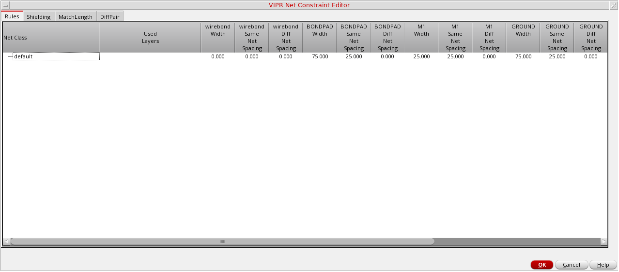 VIPR Net Constraint Editor
Rules Shielding MatchLength DiffPair
Net Class Used Layers wirebond Width wirebond Same Net Spacing wirebond Diff Net Spacing BONDPAD Width BONDPAD Same Net Spacing BONDPAD Diff Net Spacing M1 Width M1 Same Net Spacing M1 Diff Net Spacing GROUND Width GROUND Same Net Spacing GROUND Diff Net Spacing
default 0.000 0.000 0.000 75.000 25.000 0.000 25.000 25.000 0.000 75.000 25.000 0.000
OK Cancel Help